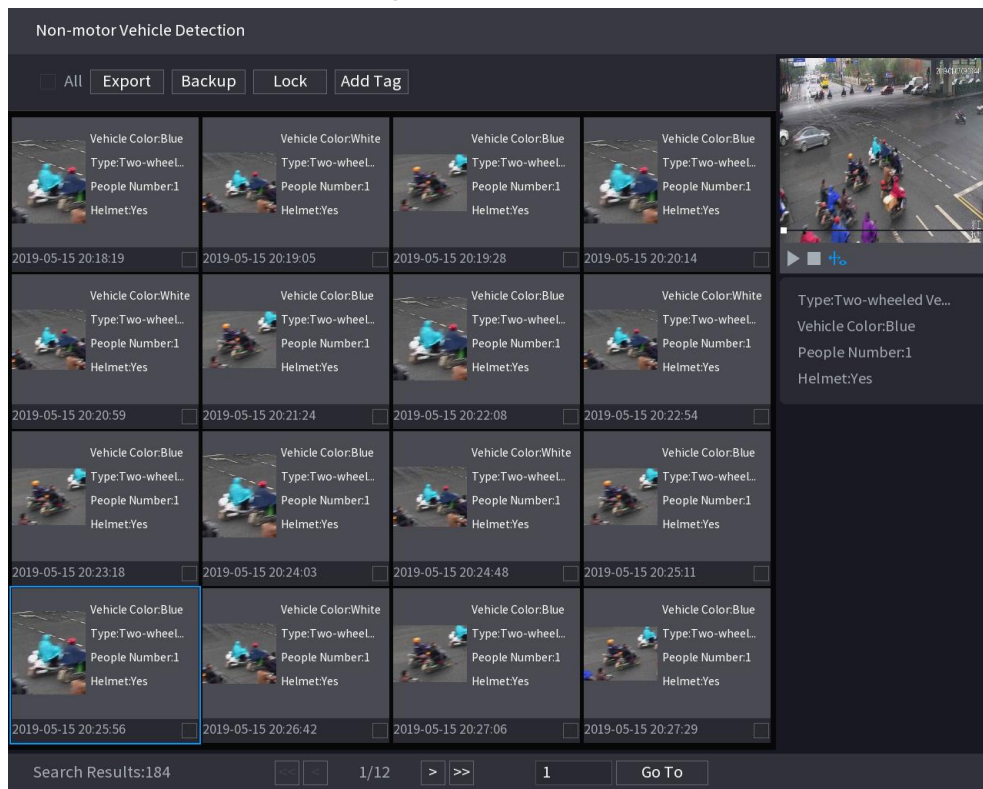 Non-motor Vehicle Detection
All Export Backup Lock Add Tag
Vehicle Color:Blue
Type:Two-wheel...
People Number:1
Helmet:Yes
2019-05-15 20:18:19
Vehicle Color:White
Type:Two-wheel...
People Number:1
Helmet:Yes
2019-05-15 20:19:05
Vehicle Color:Blue
Type:Two-wheel...
People Number:1
Helmet:Yes
2019-05-15 20:19:28
Vehicle Color:Blue
Type:Two-wheel...
People Number:1
Helmet:Yes
2019-05-15 20:20:14
Vehicle Color:White
Type:Two-wheel...
People Number:1
Helmet:Yes
2019-05-15 20:20:59
Vehicle Color:Blue
Type:Two-wheel...
People Number:1
Helmet:Yes
2019-05-15 20:21:24
Vehicle Color:Blue
Type:Two-wheel...
People Number:1
Helmet:Yes
2019-05-15 20:22:08
Vehicle Color:White
Type:Two-wheel...
People Number:1
Helmet:Yes
2019-05-15 20:22:54
Vehicle Color:Blue
Type:Two-wheel...
People Number:1
Helmet:Yes
2019-05-15 20:23:18
Vehicle Color:Blue
Type:Two-wheel...
People Number:1
Helmet:Yes
2019-05-15 20:24:03
Vehicle Color:White
Type:Two-wheel...
People Number:1
Helmet:Yes
2019-05-15 20:24:48
Vehicle Color:Blue
Type:Two-wheel...
People Number:1
Helmet:Yes
2019-05-15 20:25:11
Vehicle Color:Blue
Type:Two-wheel...
People Number:1
Helmet:Yes
2019-05-15 20:25:56
Vehicle Color:White
Type:Two-wheel...
People Number:1
Helmet:Yes
2019-05-15 20:26:42
Vehicle Color:Blue
Type:Two-wheel...
People Number:1
Helmet:Yes
2019-05-15 20:27:06
Vehicle Color:Blue
Type:Two-wheel...
People Number:1
Helmet:Yes
2019-05-15 20:27:29
Type:Two-wheeled Ve...
Vehicle Color:Blue
People Number:1
Helmet:Yes
Search Results:184 << < 1/12 > >> 1 Go To